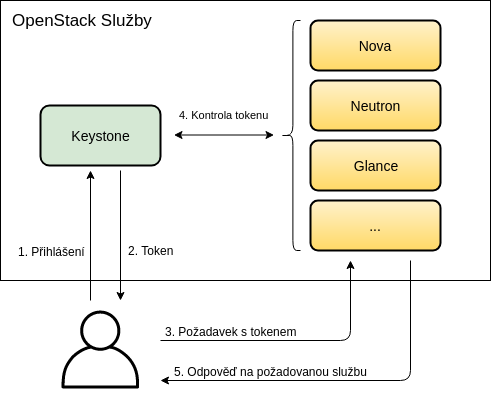 OpenStack Služby
Nova
4. Kontrola tokenu
Keystone
Neutron
Glance
...
1. Přihlášení
2. Token
3. Požadavek s tokenem
5. Odpověď na požadovanou službu